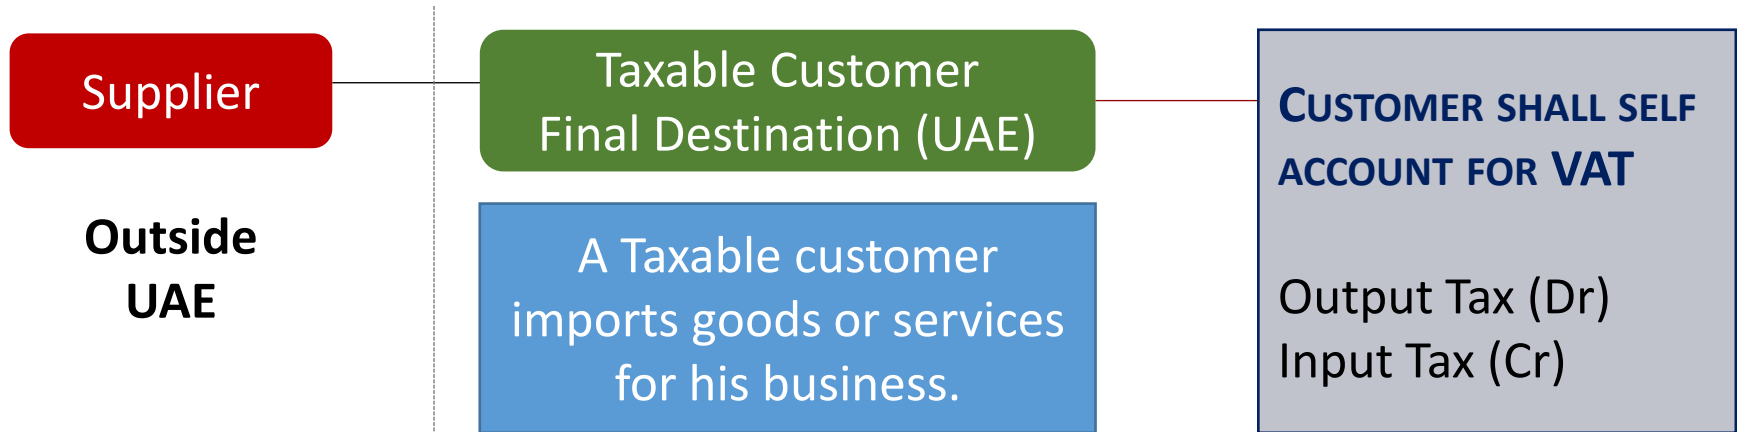 Supplier
Outside
UAE
Taxable Customer
Final Destination (UAE)
A Taxable customer
imports goods or services
for his business.
CUSTOMER SHALL SELF
ACCOUNT FOR VAT
Output Tax (Dr)
Input Tax (Cr)